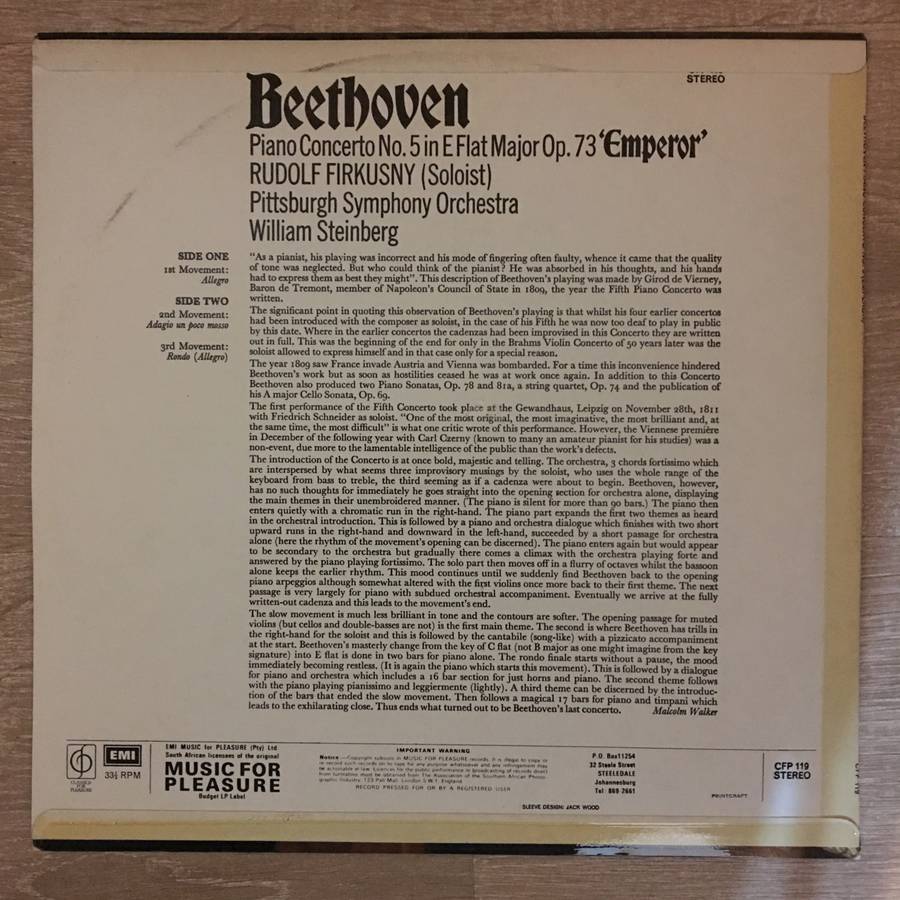 STEREO
Beethoven
Piano Concerto No. 5 in E Flat Major Op. 73 'Emperor'
RUDOLF FIRKUSNY (Soloist)
Pittsburgh Symphony Orchestra
William Steinberg
SIDE ONE
1st Movement:
Allegro
SIDE TWO
2nd Movement:
Adagio un poco mosso
3rd Movement:
Rondo (Allegro)
"As a pianist, his playing was incorrect and his mode of fingering often faulty, whence it came that the quality
of tone was neglected. But who could think of the pianist? He was absorbed in his thoughts, and his hands
had to express them as best they might". This description of Beethoven's playing was made by Girod de Vierney,
Baron de Tremont, member of Napoleon's Council of State in 1809, the year the Fifth Piano Concerto was
written.
The significant point in quoting this observation of Beethoven's playing is that whilst his four earlier concertos
had been introduced with the composer as soloist, in the case of his Fifth he was now too deaf to play in public
by this date. Where in the earlier concertos the cadenzas had been improvised in this Concerto they are written
out in full. This was the beginning of the end for only in the Brahms Violin Concerto of 50 years later was the
soloist allowed to express himself and in that case only for a special reason.
The year 1809 saw France invade Austria and Vienna was bombarded. For a time this inconvenience hindered
Beethoven's work but as soon as hostilities ceased he was at work once again. In addition to this Concerto
Beethoven also produced two Piano Sonatas, Op. 78 and 81a, a string quartet, Op. 74 and the publication of
his A major Cello Sonata, Op. 69.
The first performance of the Fifth Concerto took place at the Gewandhaus, Leipzig on November 28th, 1811
with Friedrich Schneider as soloist. "One of the most original, the most imaginative, the most brilliant and, at
the same time, the most difficult" is what one critic wrote of this performance. However, the Viennese première
in December of the following year with Carl Czerny (known to many an amateur pianist for his studies) was a
non-event, due more to the lamentable intelligence of the public than the work's defects.
The introduction of the Concerto is at once bold, majestic and telling. The orchestra, 3 chords fortissimo which
are interspersed by what seems three improvisory musings by the soloist, who uses the whole range of the
keyboard from bass to treble, the third seeming as if a cadenza were about to begin. Beethoven, however,
has no such thoughts for immediately he goes straight into the opening section for orchestra alone, displaying
the main themes in their unembroidered manner. (The piano is silent for more than 90 bars.) The piano then
enters quietly with a chromatic run in the right-hand. The piano part expands the first two themes as heard
in the orchestral introduction. This is followed by a piano and orchestra dialogue which finishes with two short
upward runs in the right-hand and downward in the left-hand, succeeded by a short passage for orchestra
alone (here the rhythm of the movement's opening can be discerned). The piano enters again but would appear
to be secondary to the orchestra but gradually there comes a climax with the orchestra playing forte and
answered by the piano playing fortissimo. The solo part then moves off in a flurry of octaves whilst the bassoon
alone keeps the earlier rhythm. This mood continues until we suddenly find Beethoven back to the opening
piano arpeggios although somewhat altered with the first violins once more back to their first theme. The next
passage is very largely for piano with subdued orchestral accompaniment. Eventually we arrive at the fully
written-out cadenza and this leads to the movement's end.
The slow movement is much less brilliant in tone and the contours are softer. The opening passage for muted
violins (but cellos and double-basses are not) is the first main theme. The second is where Beethoven has trills in
the right-hand for the soloist and this is followed by the cantabile (song-like) with a pizzicato accompaniment
at the start. Beethoven's masterly change from the key of C flat (not B major as one might imagine from the key
signature) into E flat is done in two bars for piano alone. The rondo finale starts without a pause, the mood
immediately becoming restless. (It is again the piano which starts this movement). This is followed by a dialogue
for piano and orchestra which includes a 16 bar section for just horns and piano. The second theme follows
with the piano playing pianissimo and leggiermente (lightly). A third theme can be discerned by the introduc-
tion of the bars that ended the slow movement. Then follows a magical 17 bars for piano and timpani which
leads to the exhilarating close. Thus ends what turned out to be Beethoven's last concerto. Malcolm Walker
CLASSICS
FOR
PLEASURE
EMI
33⅓ RPM
EMI MUSIC for PLEASURE (Pty) Ltd
South African licensees of the original
MUSIC FOR
PLEASURE
Budget LP Label
IMPORTANT WARNING
Notice—Copyright subsists in MUSIC FOR PLEASURE records. It is illegal to copy or
RECORD PRESSED FOR OR BY A REGISTERED USER
P.O. Box 11254
32 Steele Street
STEELEDALE
Johannesburg
Tel: 869-2661
PRINTCRAFT
CFP 119
STEREO
SLEEVE DESIGN: JACK WOOD